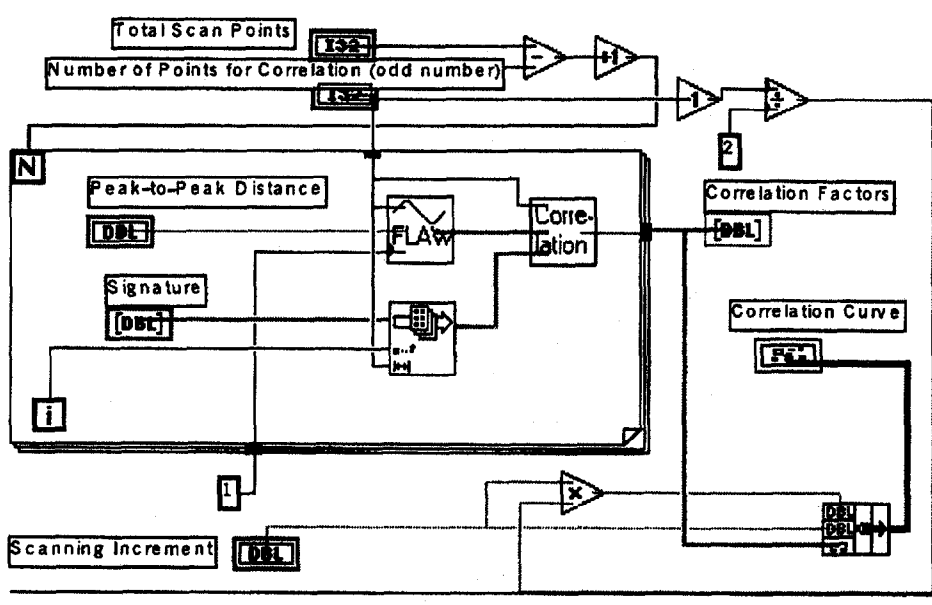 Total Scan Points
I32
Number of Points for Correlation (odd number)
I32
-
+1
-1
÷
2
N
Peak-to-Peak Distance
DBL
FLAW
Corre-
lation
Correlation Factors
[DBL]
Signature
[DBL]
Correlation Curve
i
1
×
DBL
DBL
Scanning Increment
DBL